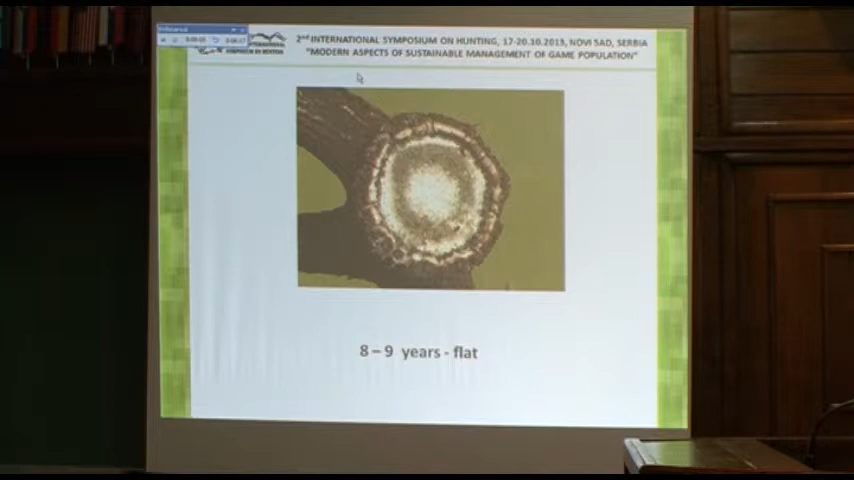 2nd INTERNATIONAL SYMPOSIUM ON HUNTING, 17-20.10.2013, NOVI SAD, SERBIA
"MODERN ASPECTS OF SUSTAINABLE MANAGEMENT OF GAME POPULATION"
8 – 9 years - flat